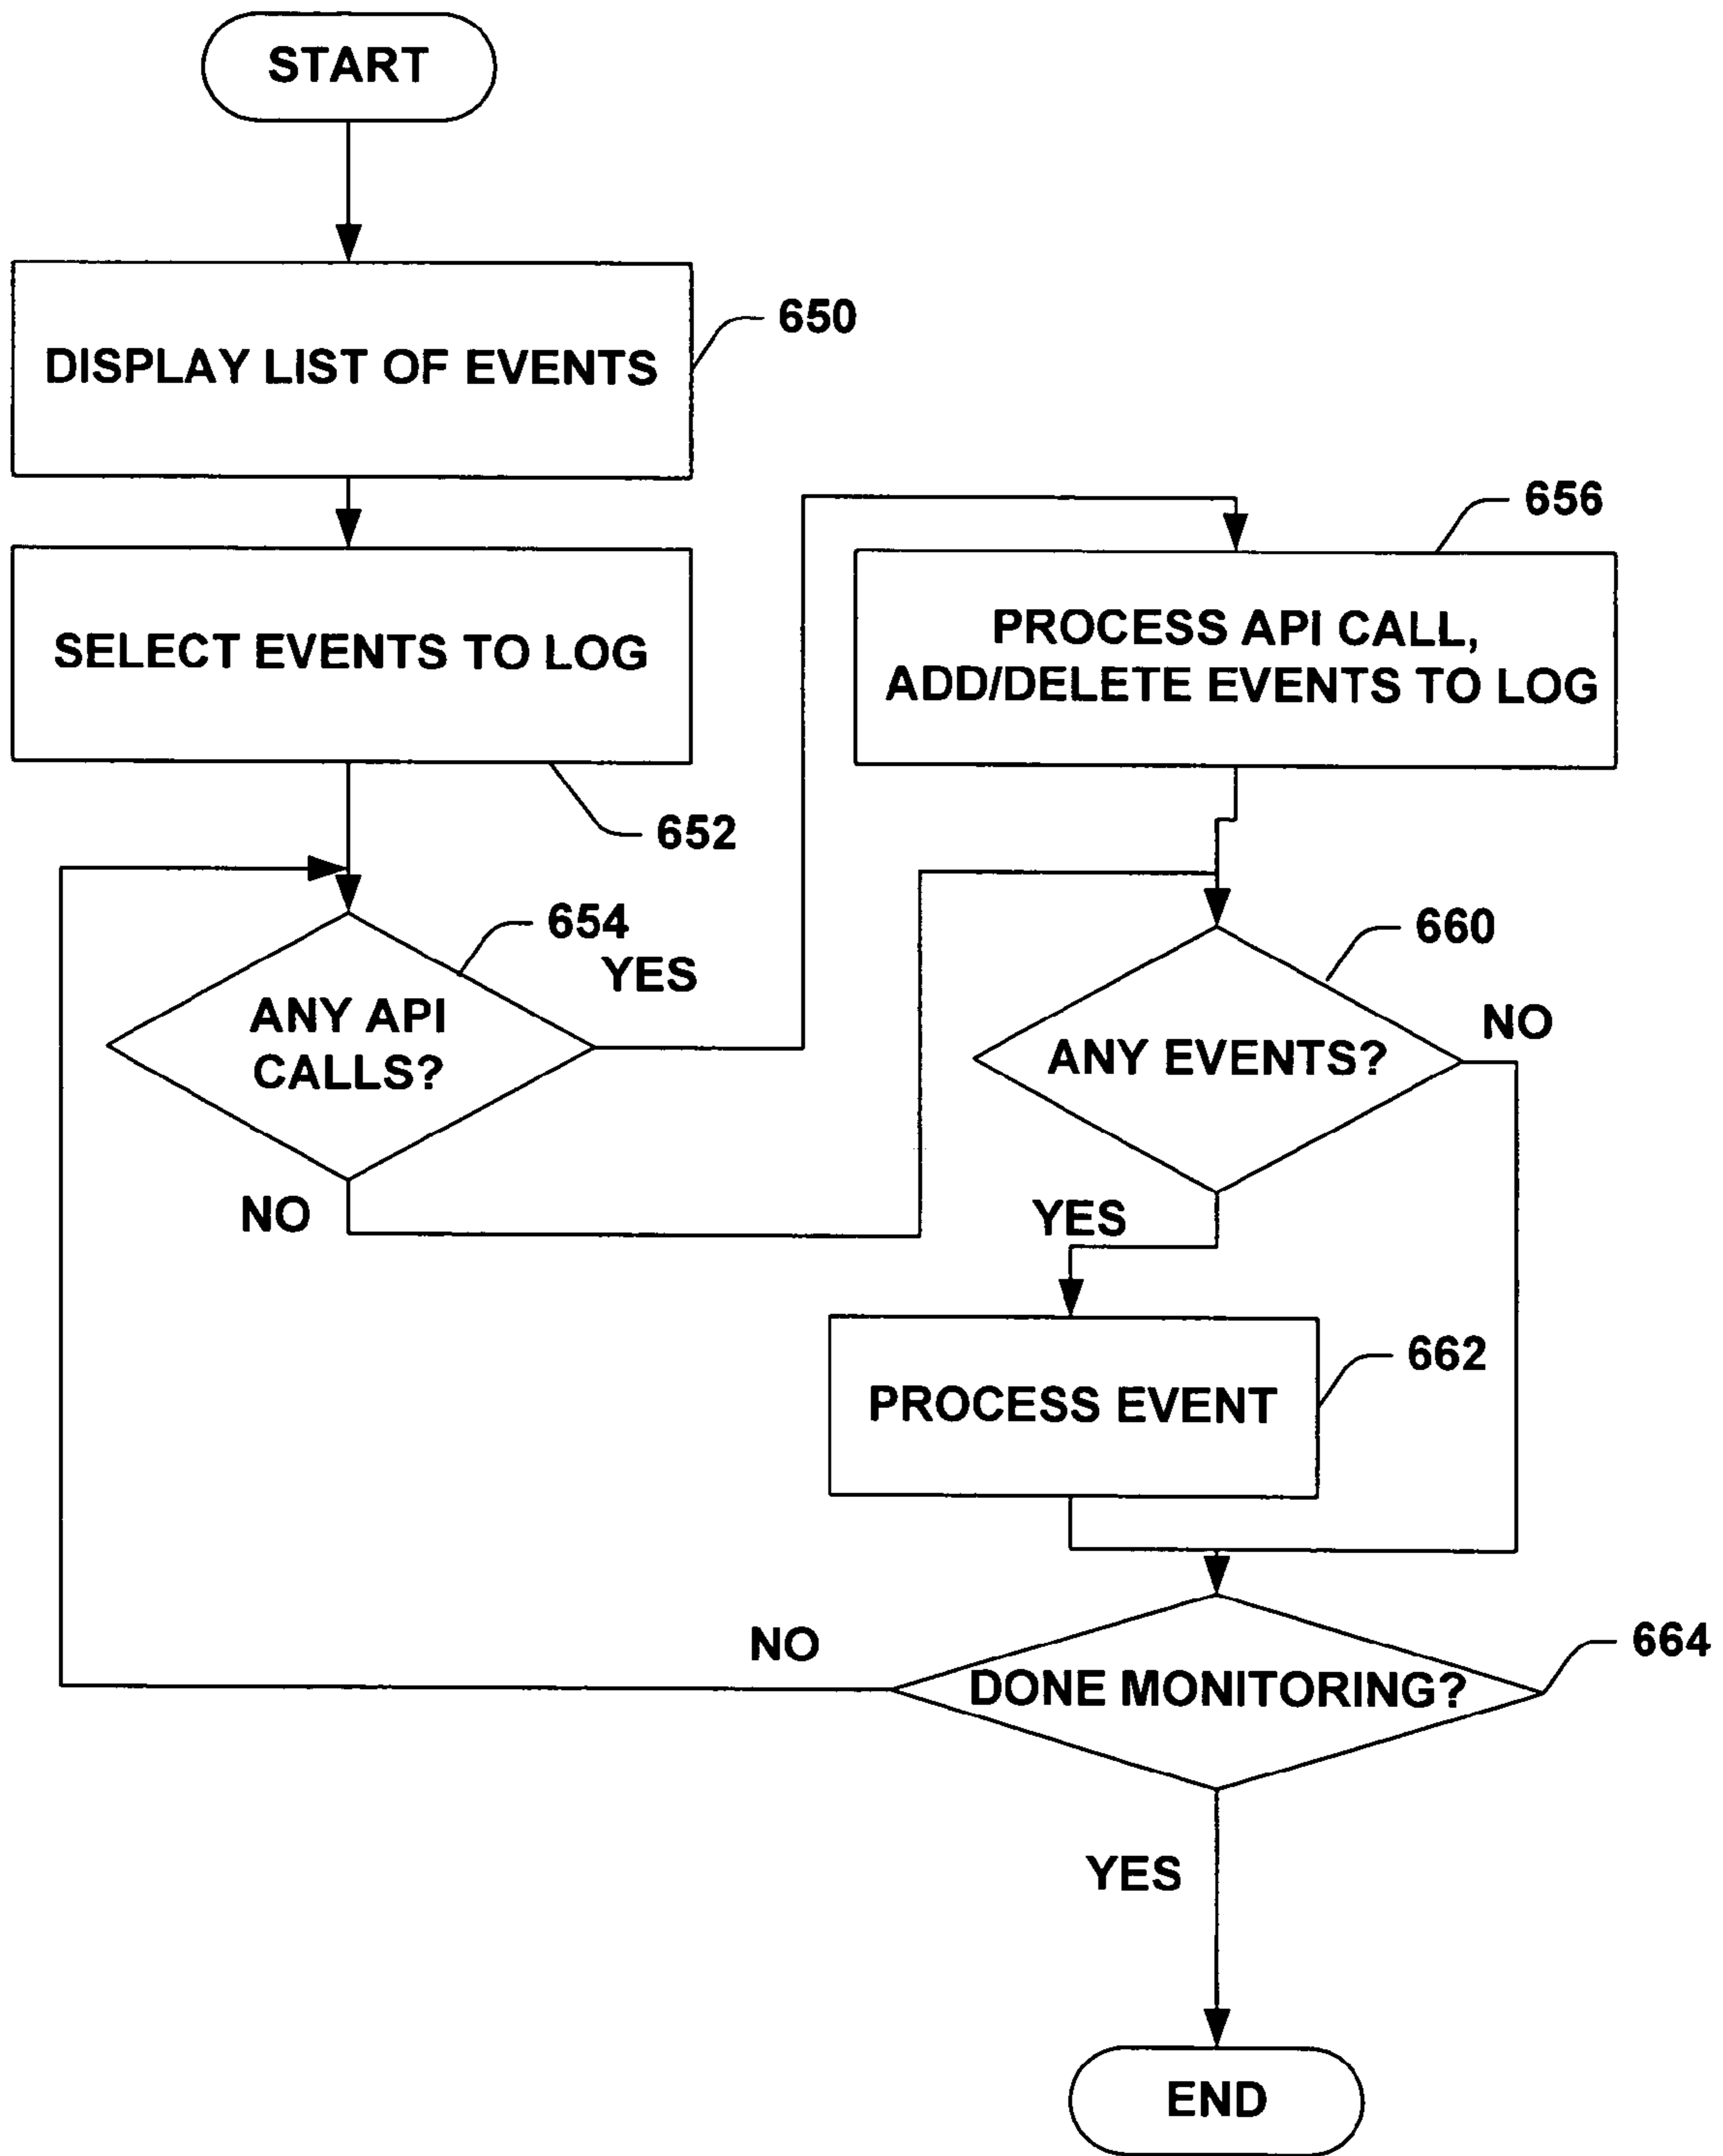 START
DISPLAY LIST OF EVENTS
650
SELECT EVENTS TO LOG
652
656
PROCESS API CALL,
ADD/DELETE EVENTS TO LOG
654
YES
ANY API
CALLS?
NO
660
NO
ANY EVENTS?
YES
662
PROCESS EVENT
NO
664
DONE MONITORING?
YES
END